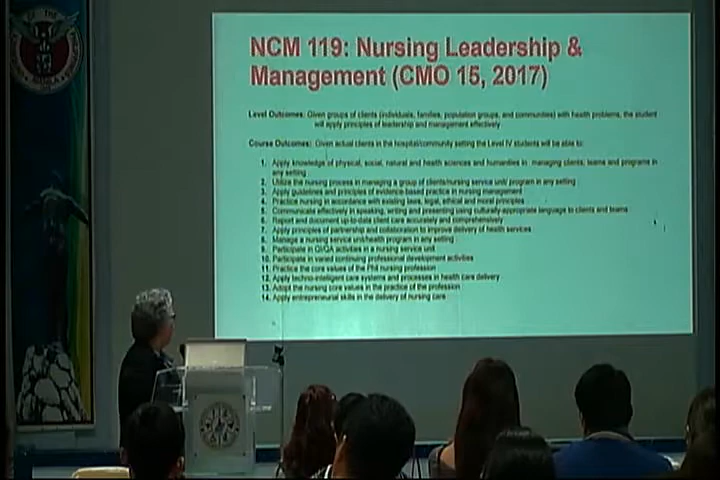 NCM 119: Nursing Leadership &
Management (CMO 15, 2017)
Level Outcomes: Given groups of clients (individuals, families, population groups, and communities) with health problems, the student
will apply principles of leadership and management effectively
Course Outcomes: Given actual clients in the hospital/community setting the Level IV students will be able to:
1. Apply knowledge of physical, social, natural and health sciences and humanities in managing clients, teams and programs in
any setting
2. Utilize the nursing process in managing a group of clients/nursing service unit/ program in any setting
3. Apply guidelines and principles of evidence-based practice in nursing management
4. Practice nursing in accordance with existing laws, legal, ethical and moral principles
5. Communicate effectively in speaking, writing and presenting using culturally-appropriate language to clients and teams
6. Report and document up-to-date client care accurately and comprehensively
7. Apply principles of partnership and collaboration to improve delivery of health services
8. Manage a nursing service unit/health program in any setting
9. Participate in QI/QA activities in a nursing service unit
10. Participate in varied continuing professional development activities
11. Practice the core values of the Phil nursing profession
12. Apply techno-intelligent care systems and processes in health care delivery
13. Adopt the nursing core values in the practice of the profession
14. Apply entrepreneurial skills in the delivery of nursing care